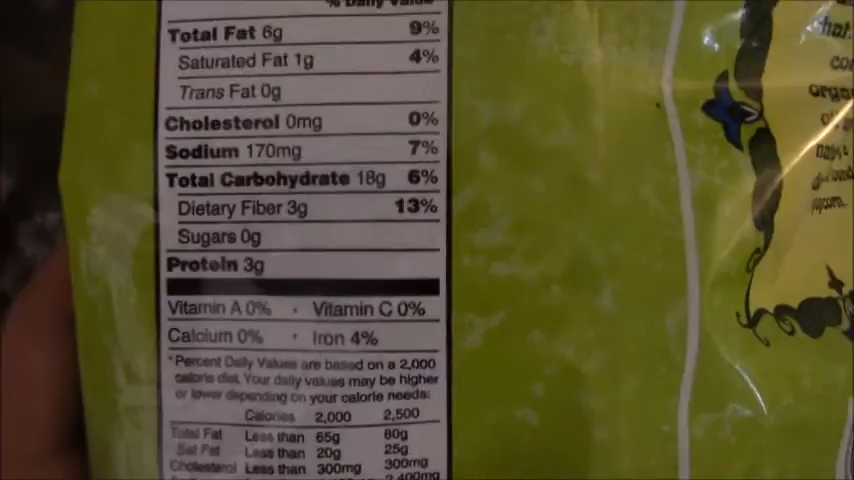 % Daily Value
Total Fat 6g 9%
Saturated Fat 1g 4%
Trans Fat 0g
Cholesterol 0mg 0%
Sodium 170mg 7%
Total Carbohydrate 18g 6%
Dietary Fiber 3g 13%
Sugars 0g
Protein 3g
Vitamin A 0% • Vitamin C 0%
Calcium 0% • Iron 4%
*Percent Daily Values are based on a 2,000
calorie diet. Your daily values may be higher
or lower depending on your calorie needs:
Calories 2,000 2,500
Total Fat Less than 65g 80g
Sat Fat Less than 20g 25g
Cholesterol Less than 300mg 300mg
2,400mg
hat
popcorn.